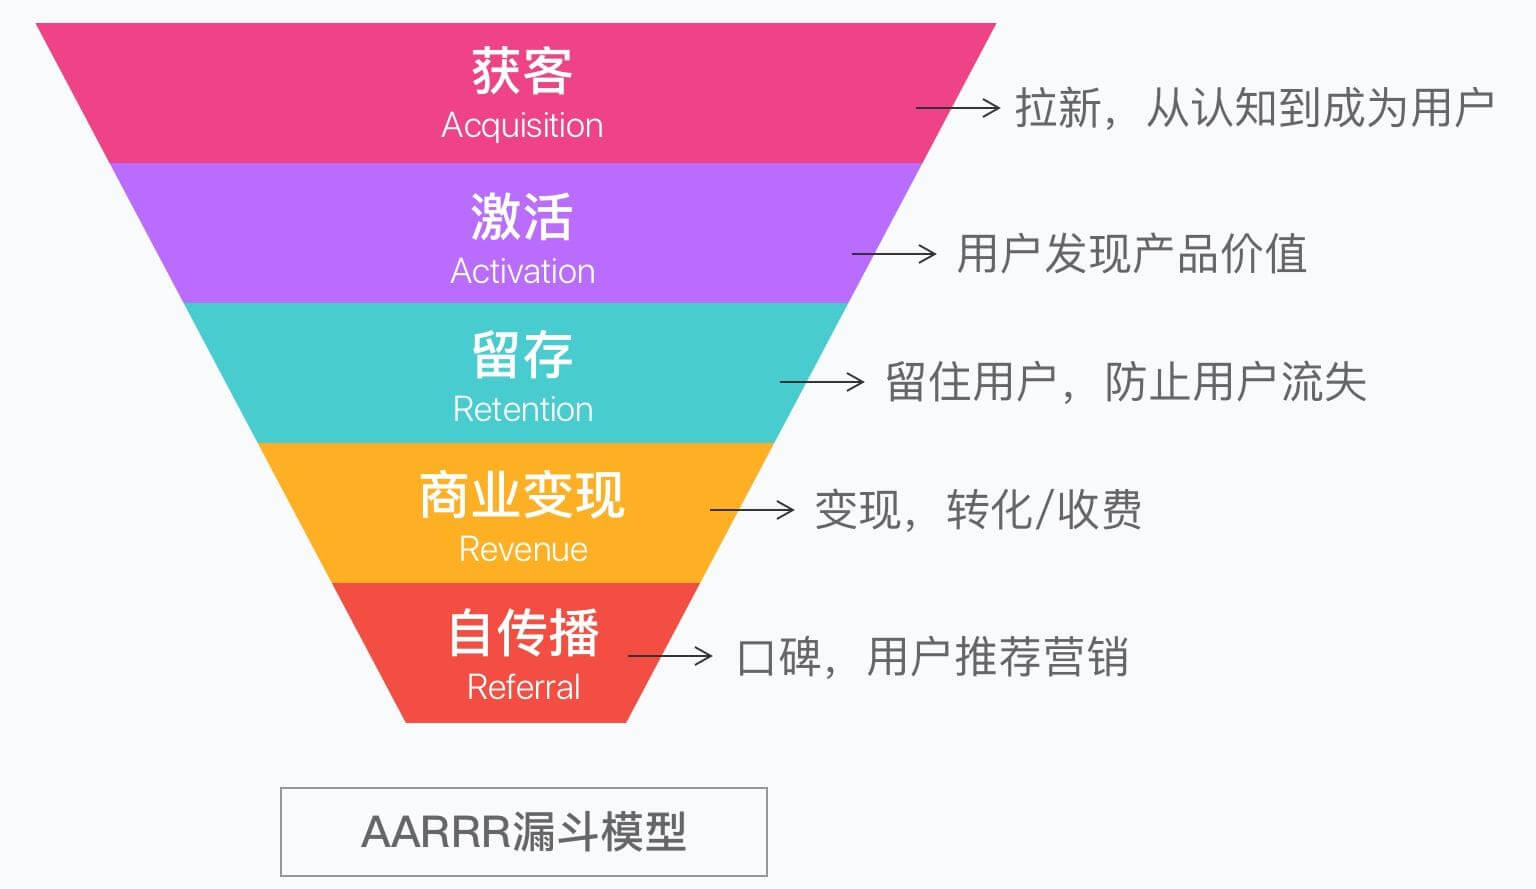 获客
Acquisition
拉新，从认知到成为用户
激活
Activation
用户发现产品价值
留存
Retention
留住用户，防止用户流失
商业变现
Revenue
变现，转化/收费
自传播
Referral
口碑，用户推荐营销
AARRR漏斗模型